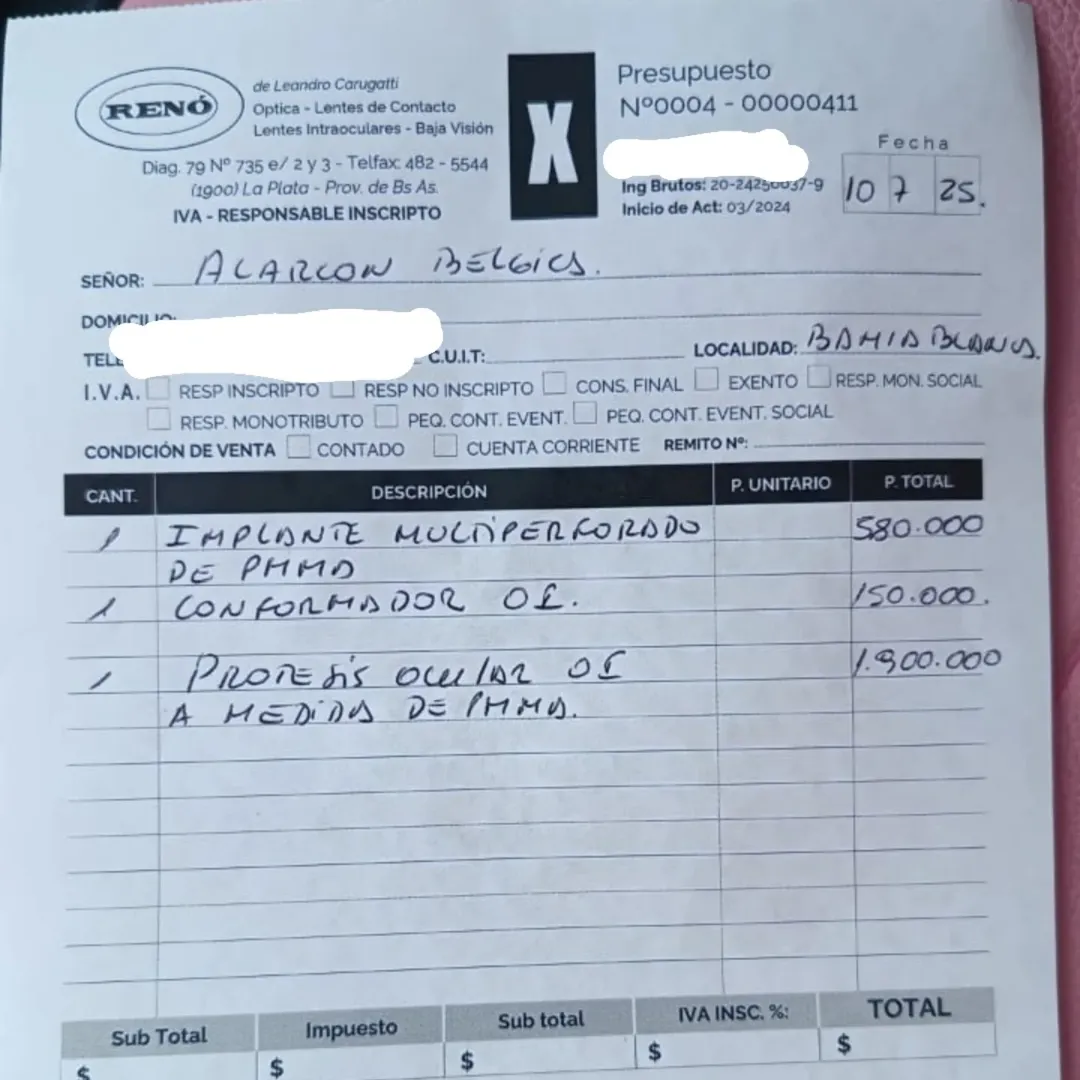 RENÓ
de Leandro Carugatti
Optica - Lentes de Contacto
Lentes Intraoculares - Baja Visión
Diag. 79 Nº 735 e/ 2 y 3 - Telfax: 482 - 5544
(1900) La Plata - Prov. de Bs As.
IVA - RESPONSABLE INSCRIPTO
X
Presupuesto
Nº0004 - 00000411
Ing Brutos: 20-24250037-9
Inicio de Act: 03/2024
Fecha
10 7 25.
SEÑOR: ALARCON BELGICA.
DOMICILIO:
C.U.I.T:
LOCALIDAD: BAHIA BLANCA.
I.V.A. RESP INSCRIPTO RESP NO INSCRIPTO CONS. FINAL EXENTO RESP. MON. SOCIAL
RESP. MONOTRIBUTO PEQ. CONT. EVENT. PEQ. CONT. EVENT. SOCIAL
CONDICIÓN DE VENTA CONTADO CUENTA CORRIENTE REMITO Nº:
CANT. DESCRIPCIÓN P. UNITARIO P. TOTAL
1 IMPLANTE MULTIPERFORADO 580.000
DE PMMA
1 CONFORMADOR OI. 150.000.
1 PROTESIS OCULAR OI 1.900.000
A MEDIDA DE PMMA.
Sub Total Impuesto Sub total IVA INSC. %: TOTAL
$ $ $ $ $